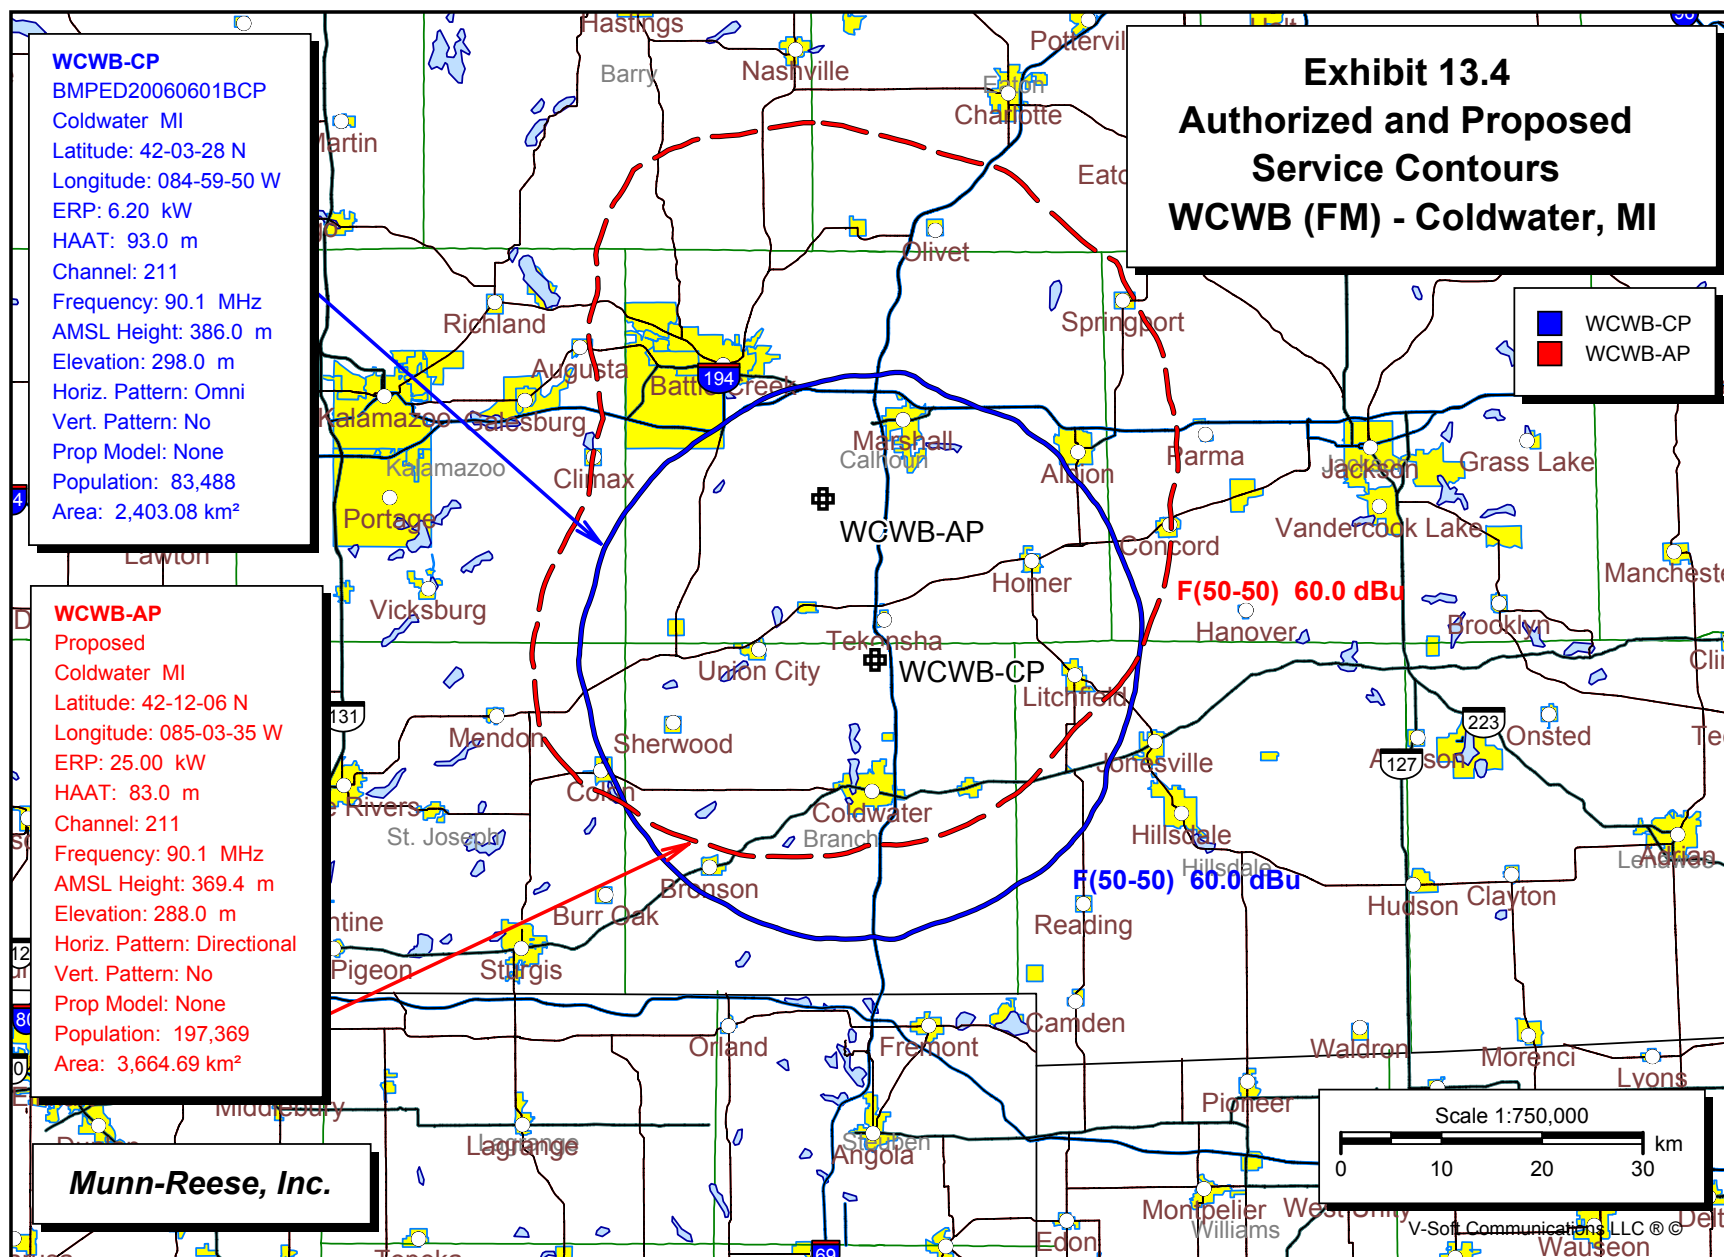 Exhibit 13.4
Authorized and Proposed
Service Contours
WCWB (FM) - Coldwater, MI
WCWB-CP
BMPED20060601BCP
Coldwater MI
Latitude: 42-03-28 N
Longitude: 084-59-50 W
ERP: 6.20 kW
HAAT: 93.0 m
Channel: 211
Frequency: 90.1 MHz
AMSL Height: 386.0 m
Elevation: 298.0 m
Horiz. Pattern: Omni
Vert. Pattern: No
Prop Model: None
Population: 83,488
Area: 2,403.08 km²
WCWB-AP
Proposed
Coldwater MI
Latitude: 42-12-06 N
Longitude: 085-03-35 W
ERP: 25.00 kW
HAAT: 83.0 m
Channel: 211
Frequency: 90.1 MHz
AMSL Height: 369.4 m
Elevation: 288.0 m
Horiz. Pattern: Directional
Vert. Pattern: No
Prop Model: None
Population: 197,369
Area: 3,664.69 km²
Munn-Reese, Inc.
WCWB-CP
WCWB-AP
Hastings
Barry
Nashville
Eaton
Charlotte
Olivet
Richland
Springport
Augusta
Battle Creek
194
Kalamazoo
Galesburg
Kalamazoo
Climax
Marshall
Calhoun
Albion
Parma
Jackson
Jackson
Grass Lake
Portage
WCWB-AP
Concord
Vandercook Lake
Lawton
Homer
F(50-50) 60.0 dBu
Vicksburg
Tekonsha
Hanover
Brooklyn
Union City
WCWB-CP
Litchfield
131
Mendon
Sherwood
223
Onsted
127
Jonesville
Colon
Coldwater
St. Joseph
Branch
Hillsdale
Hillsdale
Adrian
Lenawee
Bronson
F(50-50) 60.0 dBu
Burr Oak
Reading
Hudson
Clayton
Pigeon
Sturgis
Camden
Orland
Fremont
Waldron
Morenci
Lyons
Middlebury
Pioneer
Lagrange
Lagrange
Steuben
Angola
Montpelier
Williams
Edon
Topeka
69
Wauseon
Scale 1:750,000
0 10 20 30 km
V-Soft Communications LLC ® ©